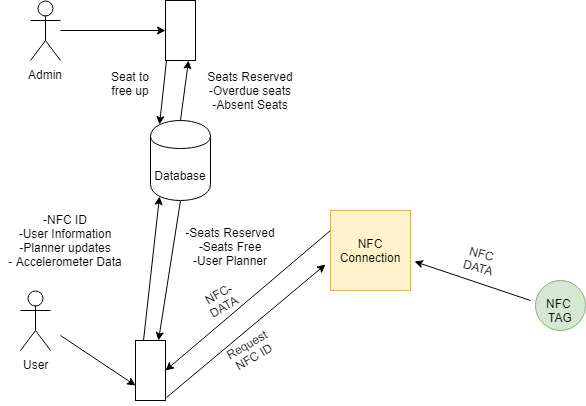 Admin
Seat to
free up
Seats Reserved
-Overdue seats
-Absent Seats
Database
-NFC ID
-User Information
-Planner updates
- Accelerometer Data
-Seats Reserved
-Seats Free
-User Planner
NFC
Connection
NFC
DATA
NFC
TAG
NFC-
DATA
Request
NFC ID
User